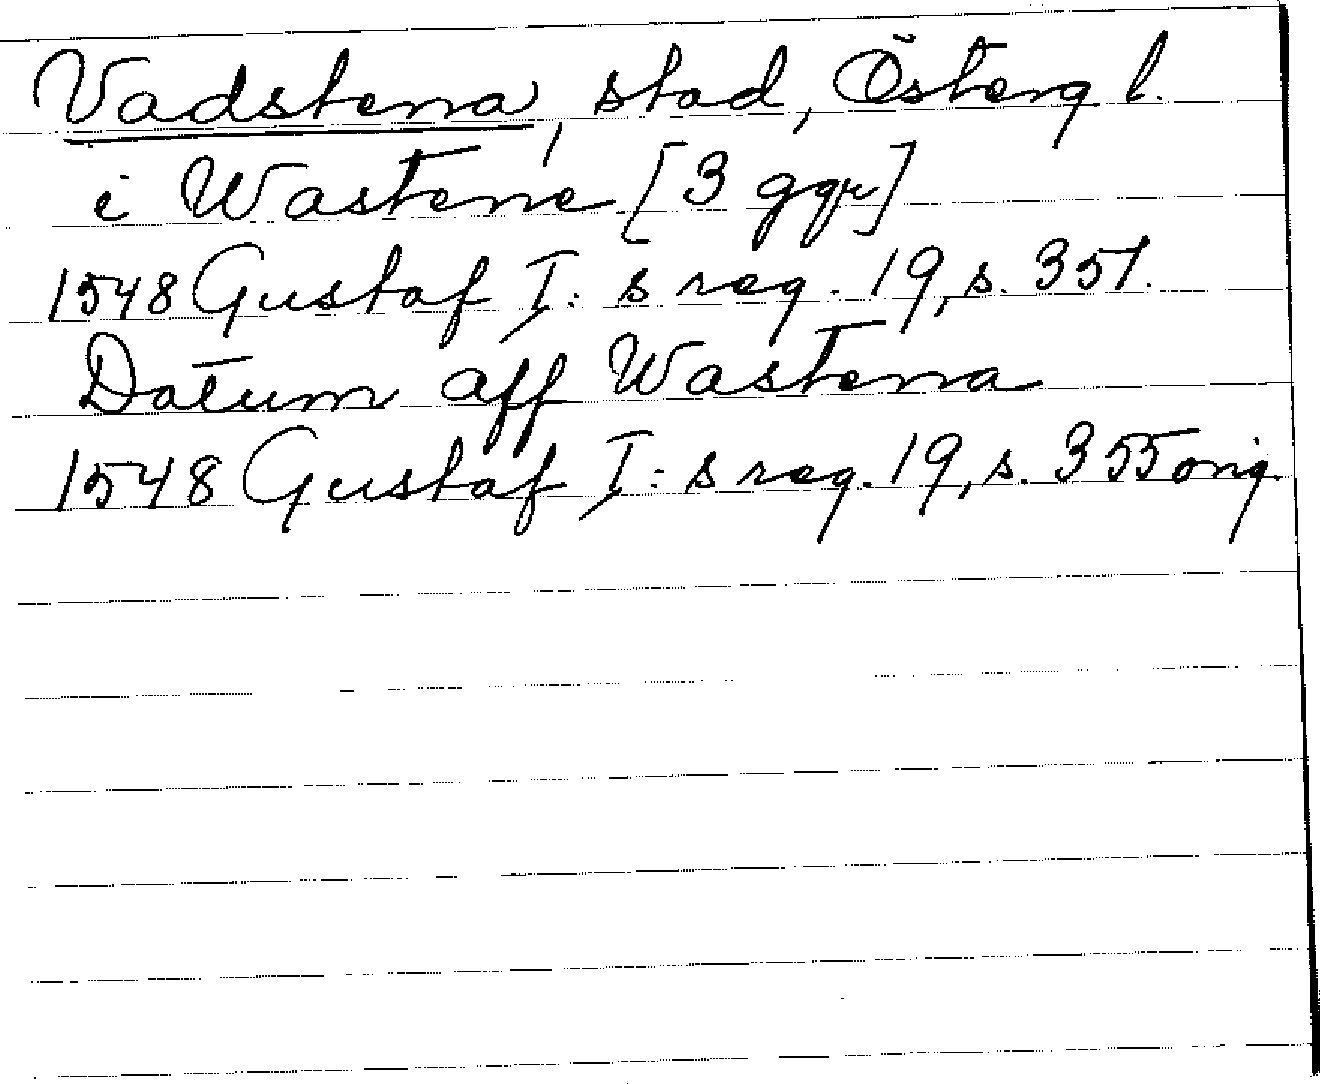 Vadstena, stad, Österg l.
i Wastene [3 ggr]
1548 Gustaf I: s reg. 19, s. 351.
Datum aff Wastena
1548 Gustaf I: s reg. 19, s. 355 orig